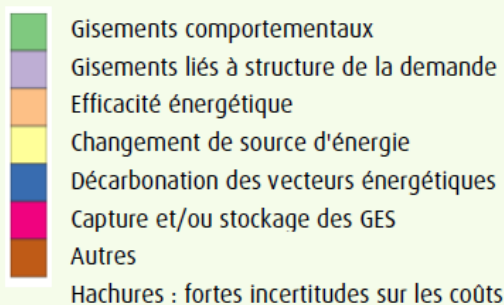 Gisements comportementaux
Gisements liés à structure de la demande
Efficacité énergétique
Changement de source d'énergie
Décarbonation des vecteurs énergétiques
Capture et/ou stockage des GES
Autres
Hachures : fortes incertitudes sur les coûts